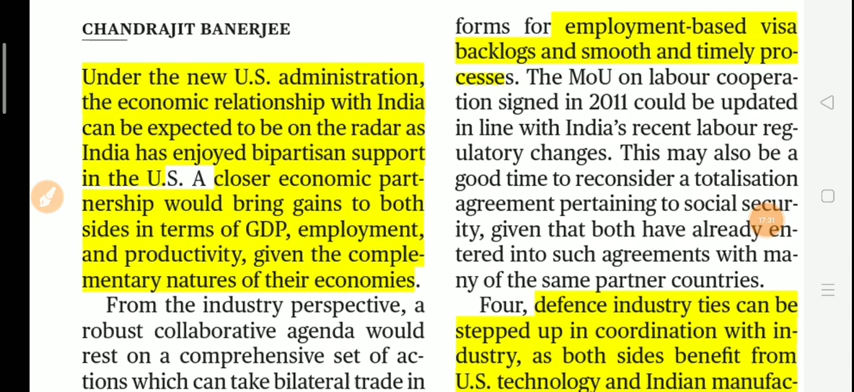 CHANDRAJIT BANERJEE
Under the new U.S. administration,
the economic relationship with India
can be expected to be on the radar as
India has enjoyed bipartisan support
in the U.S. A closer economic part-
nership would bring gains to both
sides in terms of GDP, employment,
and productivity, given the comple-
mentary natures of their economies.
From the industry perspective, a
robust collaborative agenda would
rest on a comprehensive set of ac-
tions which can take bilateral trade in
forms for employment-based visa
backlogs and smooth and timely pro-
cesses. The MoU on labour coopera-
tion signed in 2011 could be updated
in line with India's recent labour reg-
ulatory changes. This may also be a
good time to reconsider a totalisation
agreement pertaining to social secur-
ity, given that both have already en-
tered into such agreements with ma-
ny of the same partner countries.
Four, defence industry ties can be
stepped up in coordination with in-
dustry, as both sides benefit from
U.S. technology and Indian manufac-
17:31